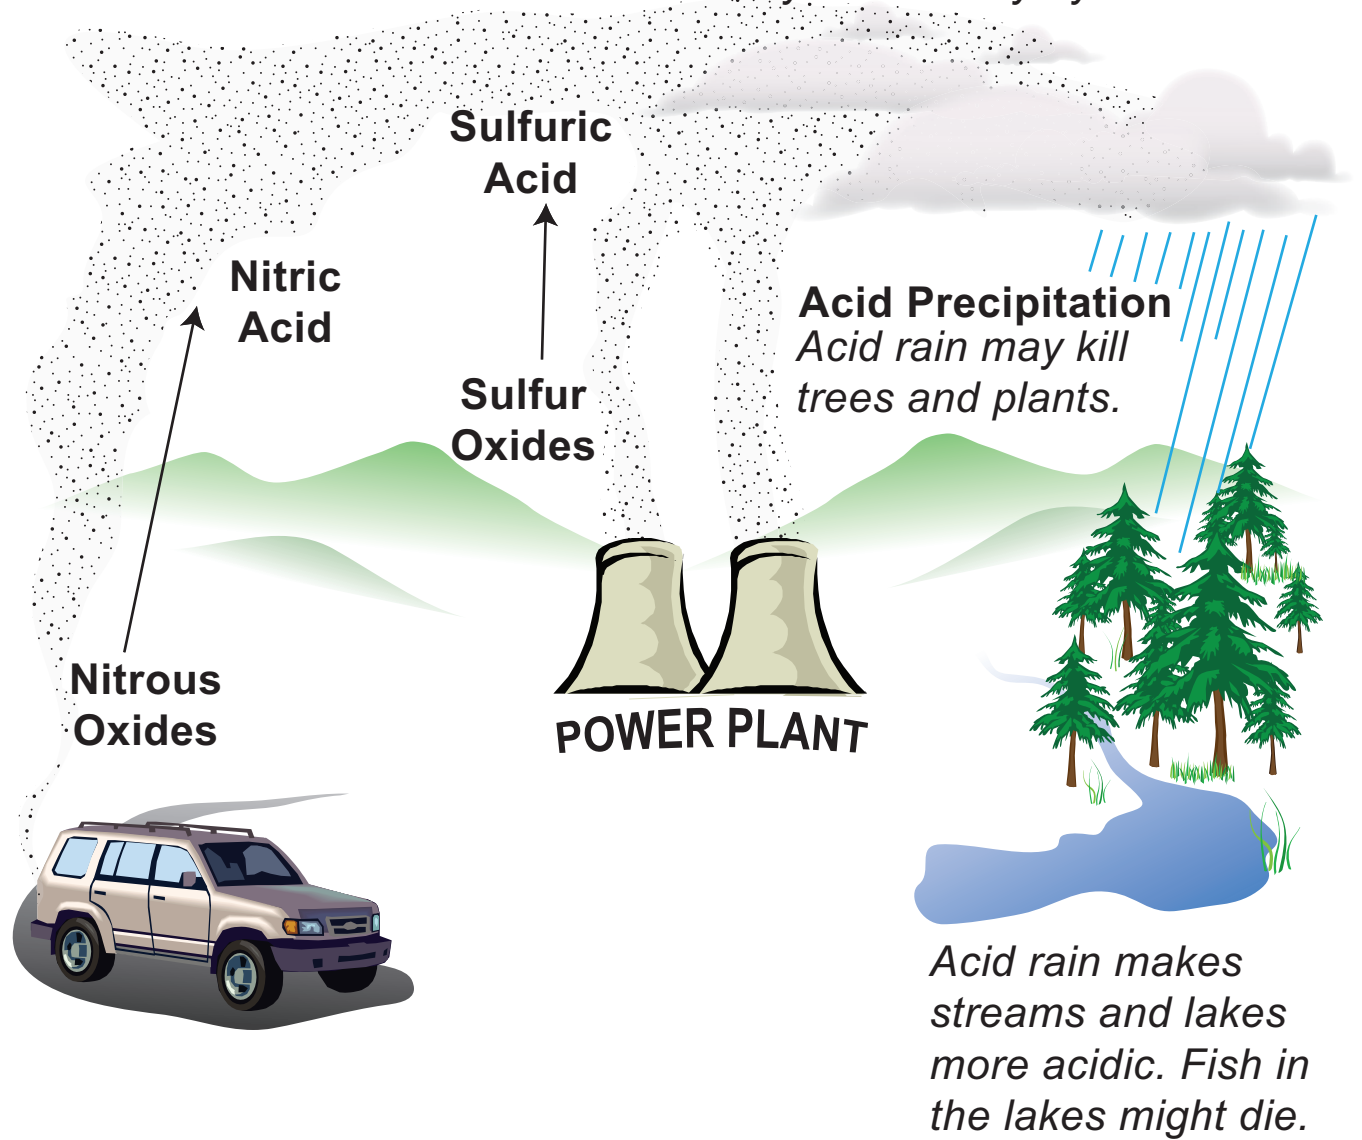 Sulfuric
Acid
Nitric
Acid
Acid Precipitation
Acid rain may kill
trees and plants.
Sulfur
Oxides
Nitrous
Oxides
POWER PLANT
Acid rain makes
streams and lakes
more acidic. Fish in
the lakes might die.